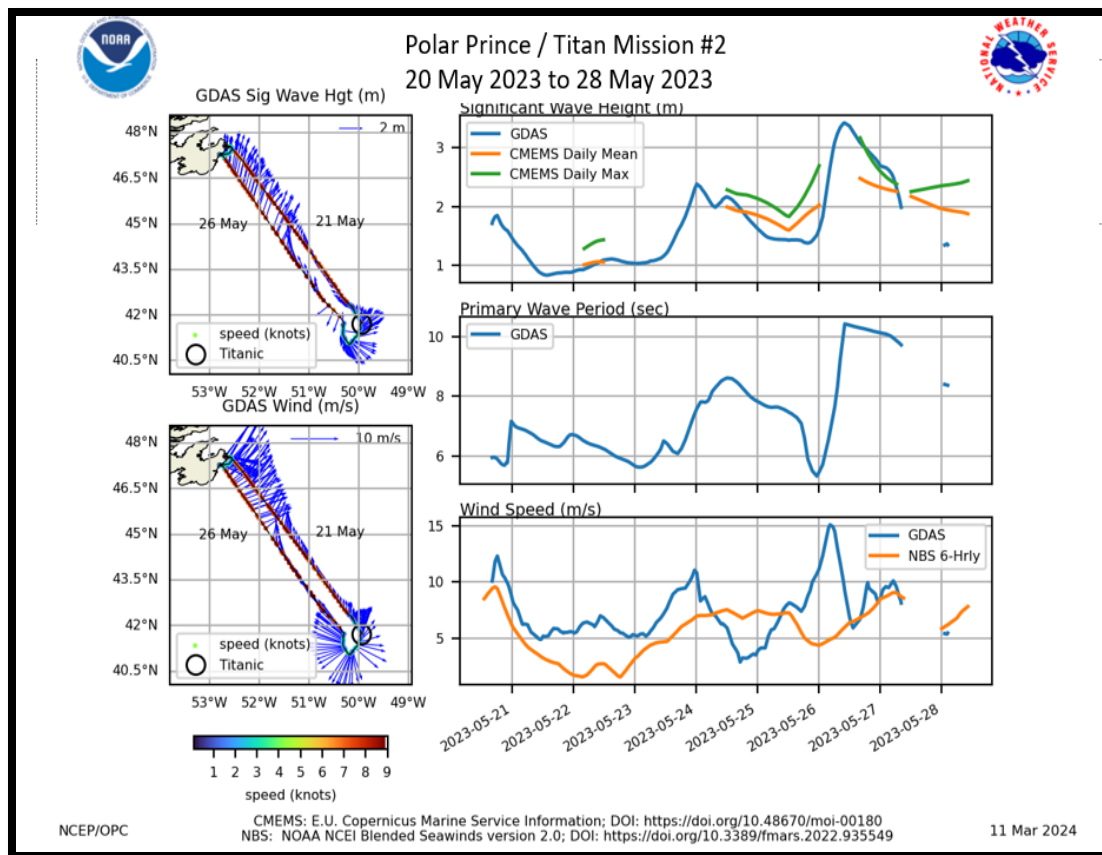 Polar Prince / Titan Mission #2
20 May 2023 to 28 May 2023
NOAA
NATIONAL WEATHER SERVICE
GDAS Sig Wave Hgt (m)
48°N
46.5°N
45°N
43.5°N
42°N
40.5°N
2 m
26 May
21 May
speed (knots)
Titanic
53°W 52°W 51°W 50°W 49°W
GDAS Wind (m/s)
48°N
46.5°N
45°N
43.5°N
42°N
40.5°N
10 m/s
26 May
21 May
speed (knots)
Titanic
53°W 52°W 51°W 50°W 49°W
1 2 3 4 5 6 7 8 9
speed (knots)
Significant Wave Height (m)
GDAS
CMEMS Daily Mean
CMEMS Daily Max
3
2
1
Primary Wave Period (sec)
GDAS
10
8
6
Wind Speed (m/s)
GDAS
NBS 6-Hrly
15
10
5
2023-05-21
2023-05-22
2023-05-23
2023-05-24
2023-05-25
2023-05-26
2023-05-27
2023-05-28
NCEP/OPC
CMEMS: E.U. Copernicus Marine Service Information; DOI: https://doi.org/10.48670/moi-00180
NBS: NOAA NCEI Blended Seawinds version 2.0; DOI: https://doi.org/10.3389/fmars.2022.935549
11 Mar 2024